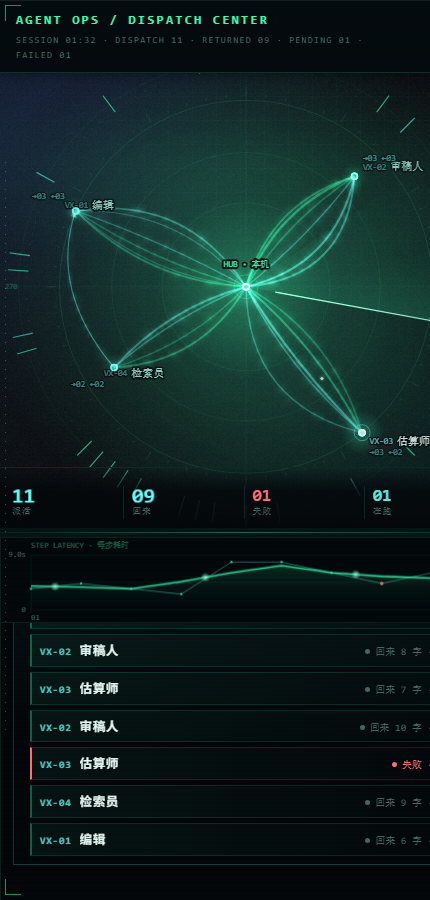 AGENT OPS / DISPATCH CENTER
SESSION 01:32 · DISPATCH 11 · RETURNED 09 · PENDING 01 ·
FAILED 01
→03 ←03
VX-02 审稿人
→03 ←03
VX-01 编辑
HUB · 本机
270
VX-04 检索员
→02 ←02
VX-03 估算师
→03 ←02
11
派活
09
回来
01
失败
01
在跑
STEP LATENCY · 每步耗时
9.0s
0
01
VX-02 审稿人 回来 8 字
VX-03 估算师 回来 7 字
VX-02 审稿人 回来 10 字
VX-03 估算师 失败
VX-04 检索员 回来 9 字
VX-01 编辑 回来 6 字